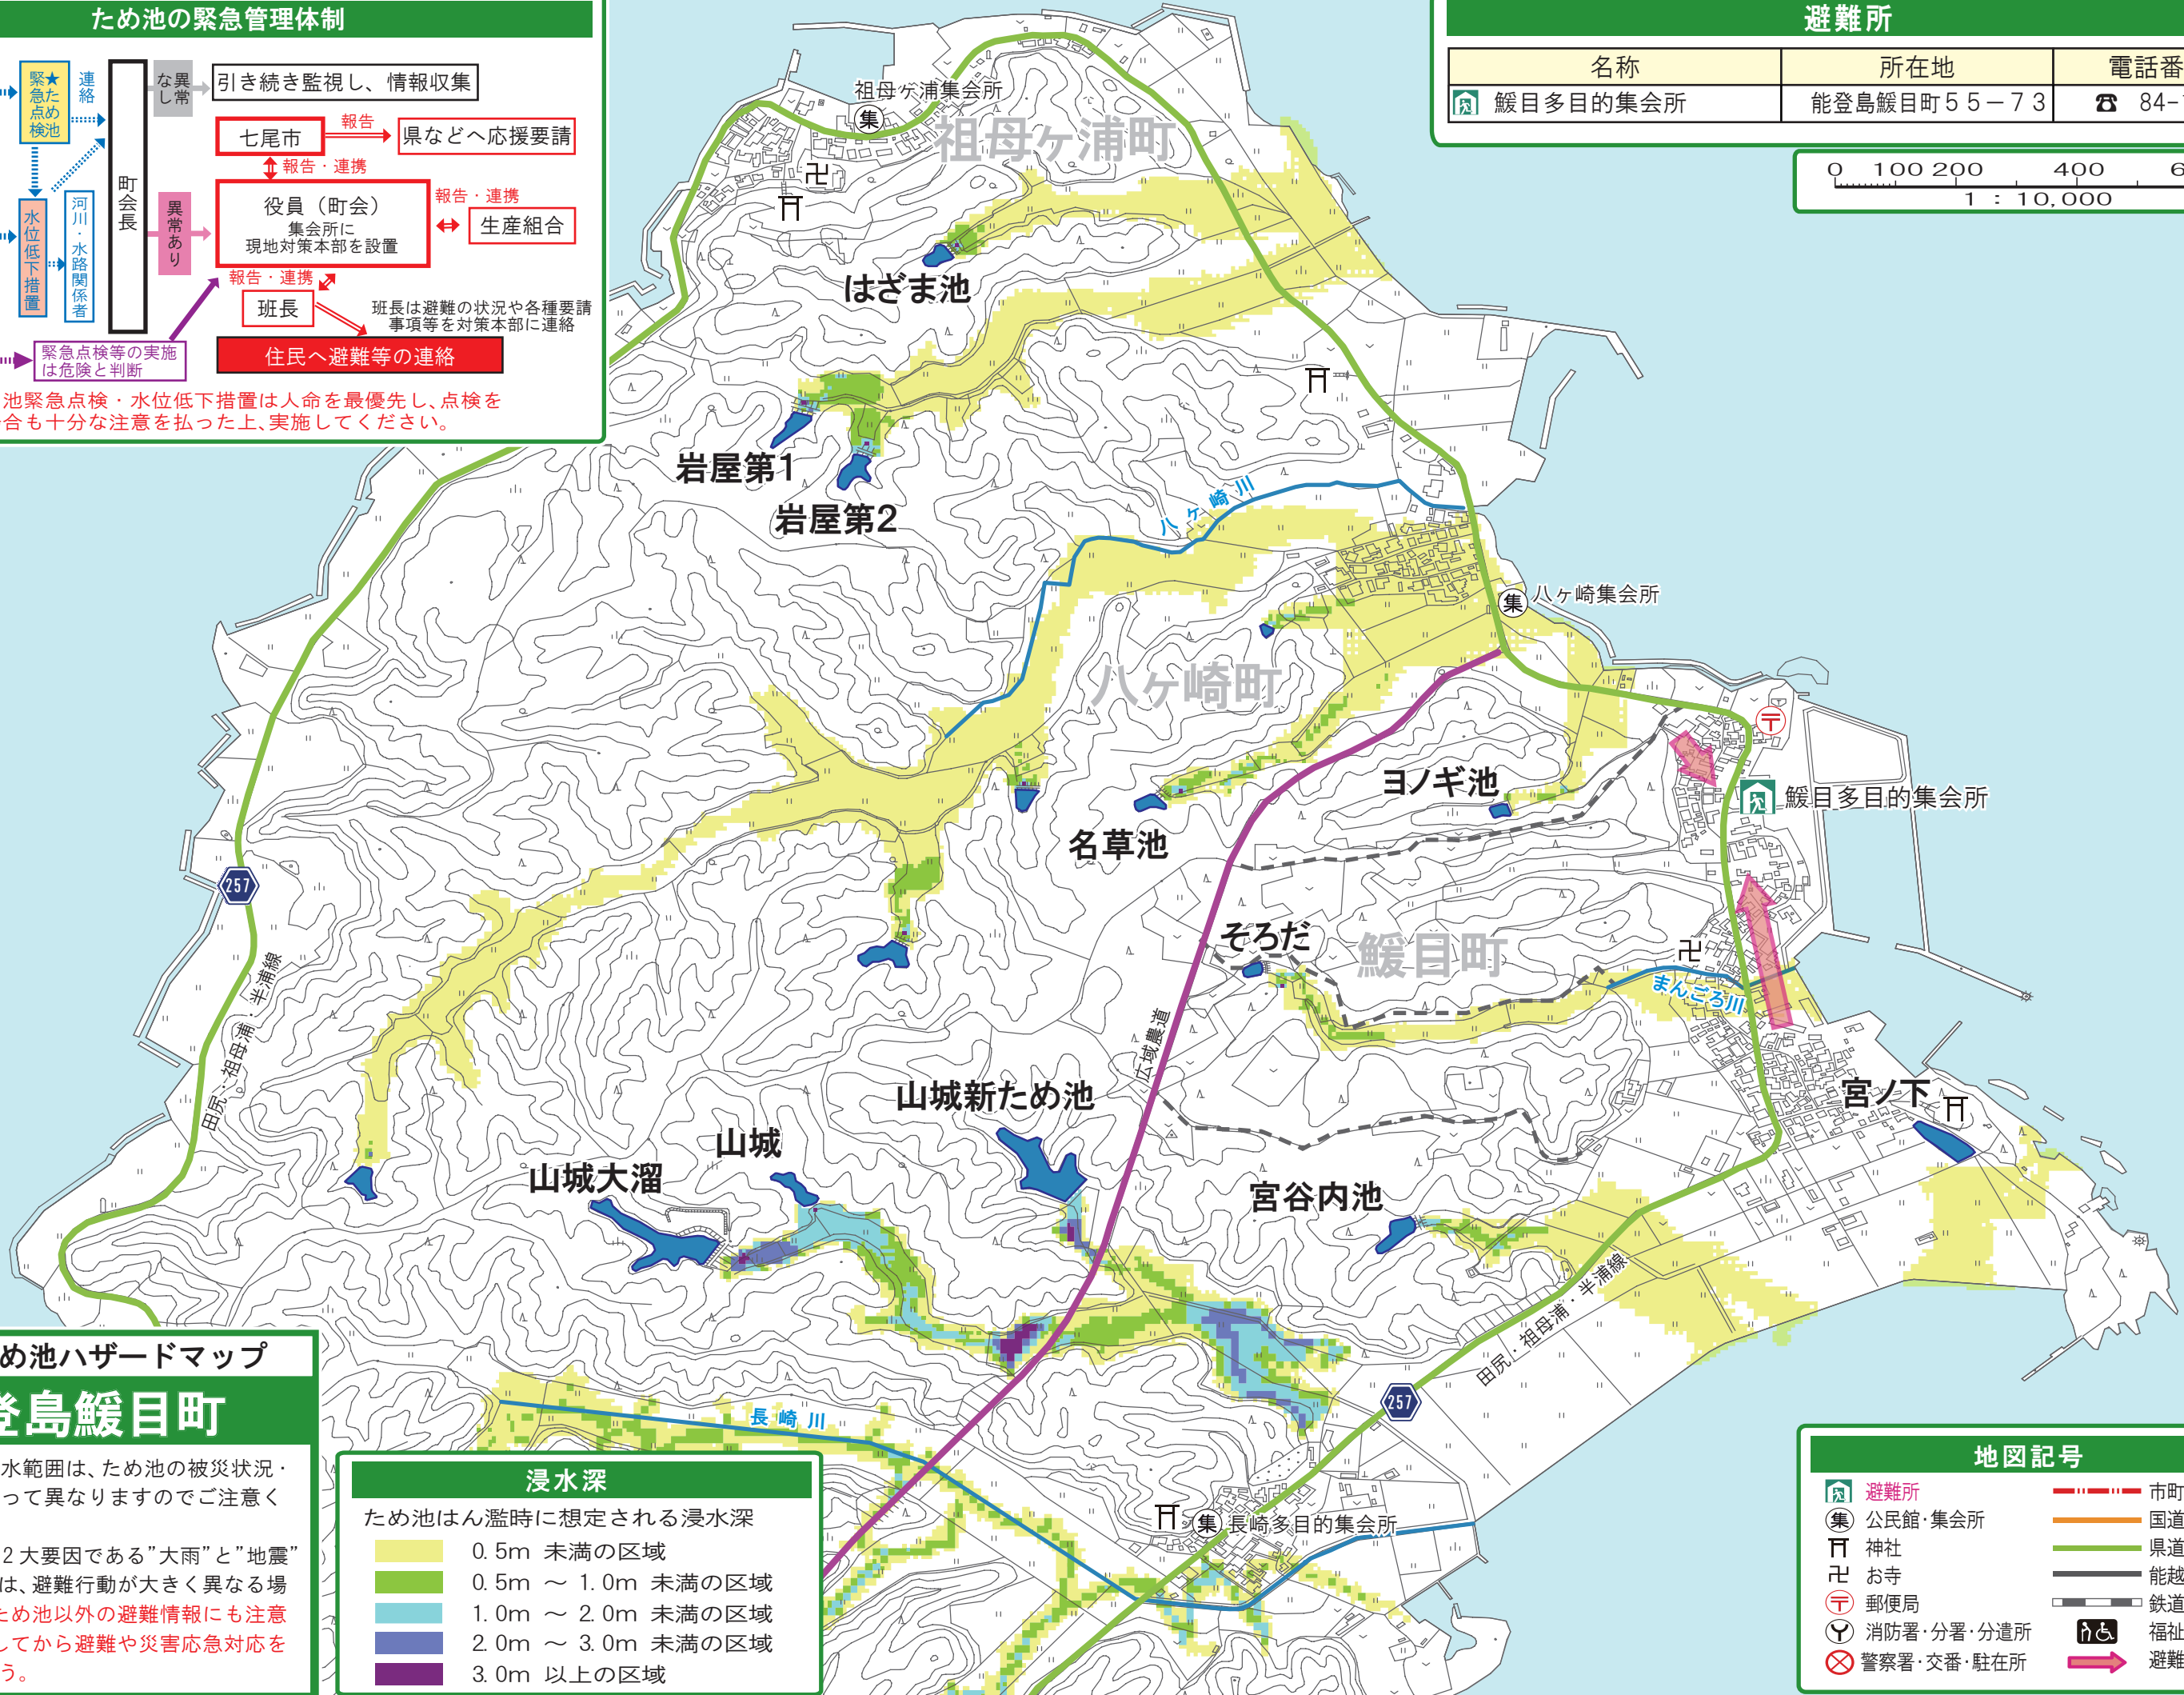 ため池の緊急管理体制
★ため池
緊急点検
連絡
水位低下措置
河川・水路関係者
町会長
異常なし
引き続き監視し、情報収集
七尾市
報告
県などへ応援要請
報告・連携
異常あり
役員（町会）
集会所に
現地対策本部を設置
報告・連携
生産組合
報告・連携
班長
班長は避難の状況や各種要請
事項等を対策本部に連絡
緊急点検等の実施
は危険と判断
住民へ避難等の連絡
池緊急点検・水位低下措置は人命を最優先し、点検を
合も十分な注意を払った上、実施してください。
避難所
名称 所在地 電話番
鰀目多目的集会所 能登島鰀目町５５－７３ ☎ 84-
0 100 200 400 6
1 : 10,000
祖母ケ浦集会所
集
祖母ヶ浦町
はざま池
岩屋第1
岩屋第2
八ヶ崎川
集 八ヶ崎集会所
八ヶ崎町
ヨノギ池
鰀目多目的集会所
名草池
257
そろだ
鰀目町
まんごろ川
田尻・祖母浦・半浦線
広域農道
山城新ため池
宮ノ下
山城
山城大溜
宮谷内池
田尻・祖母浦・半浦線
257
長崎川
集 長崎多目的集会所
め池ハザードマップ
登島鰀目町
水範囲は、ため池の被災状況・
って異なりますのでご注意く
２大要因である”大雨”と”地震”
は、避難行動が大きく異なる場
ため池以外の避難情報にも注意
してから避難や災害応急対応を
う。
浸水深
ため池はん濫時に想定される浸水深
0.5m 未満の区域
0.5m ～ 1.0m 未満の区域
1.0m ～ 2.0m 未満の区域
2.0m ～ 3.0m 未満の区域
3.0m 以上の区域
地図記号
避難所 市町
集 公民館・集会所 国道
神社 県道
お寺 能越
郵便局 鉄道
消防署・分署・分遣所 福祉
警察署・交番・駐在所 避難